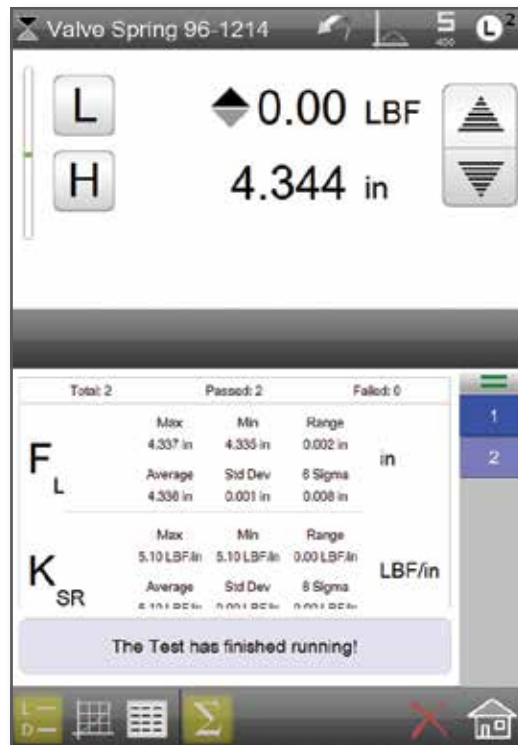 Valve Spring 96-1214 5 400 L 2
L 0.00 LBF
H 4.344 in
Total: 2 Passed: 2 Failed: 0
Max Min Range
4.337 in 4.335 in 0.002 in
FL in
Average Std Dev 6 Sigma
4.336 in 0.001 in 0.008 in
1
2
Max Min Range
5.10 LBF/in 5.10 LBF/in 0.00 LBF/in
KSR LBF/in
Average Std Dev 6 Sigma
The Test has finished running!
L
D
Σ